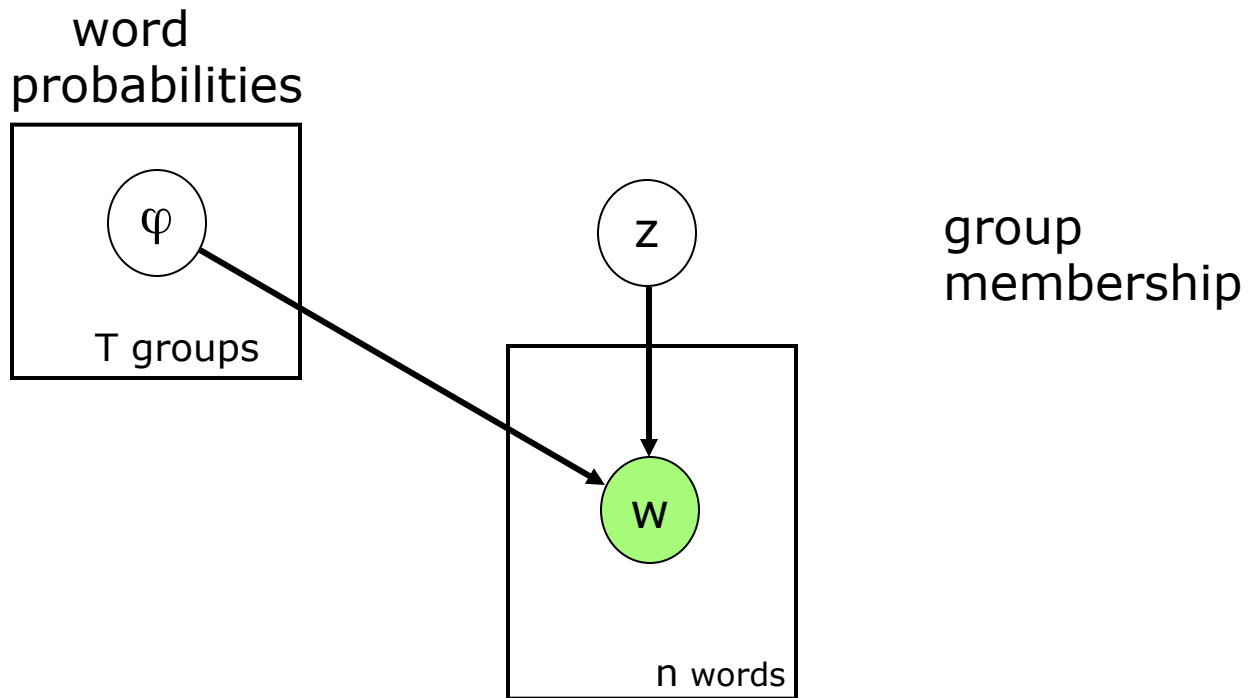 word
probabilities
φ
T groups
z
group
membership
w
n words